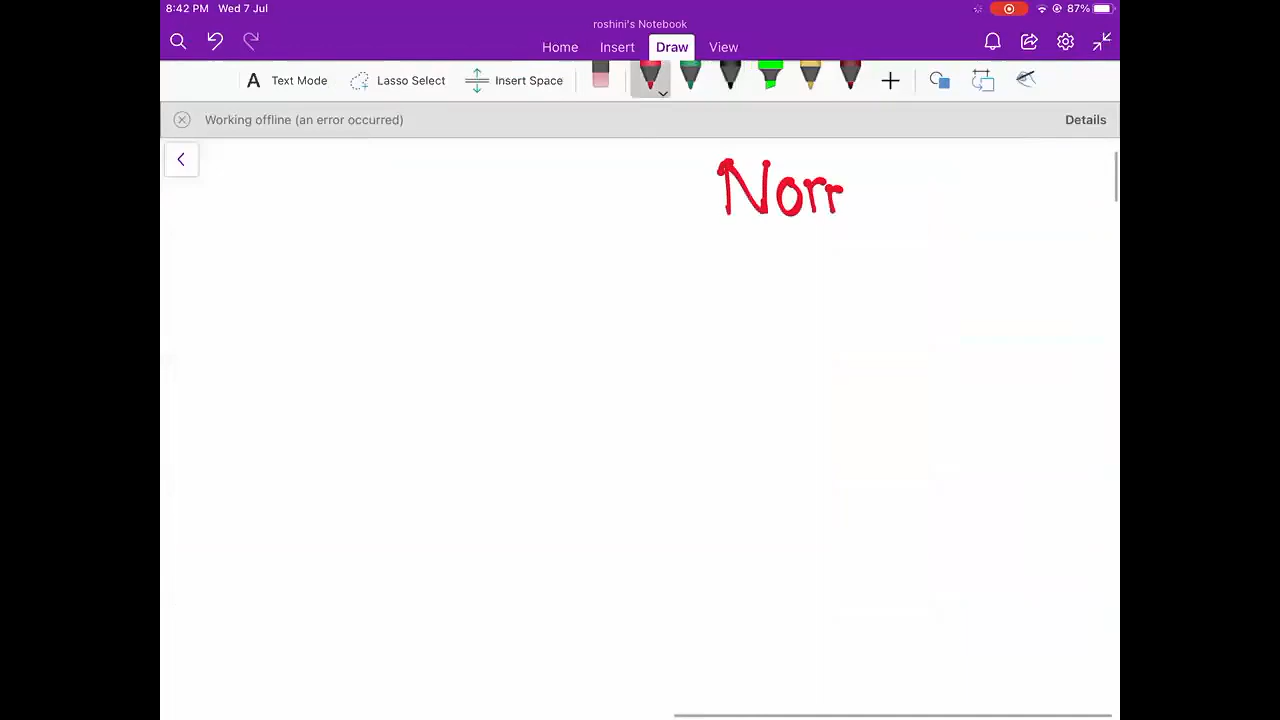 8:42 PM Wed 7 Jul 87%
roshini's Notebook
Home Insert Draw View
A Text Mode Lasso Select Insert Space
Working offline (an error occurred) Details
Norr